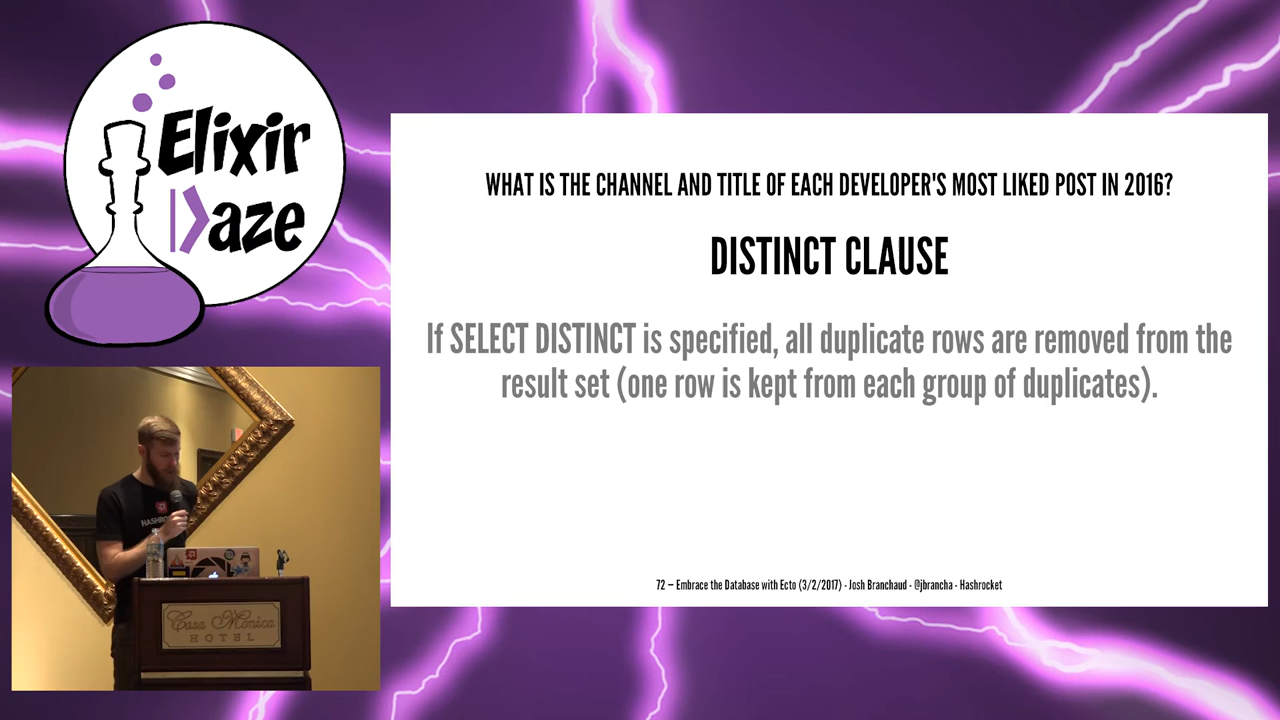 Elixir
|>aze
WHAT IS THE CHANNEL AND TITLE OF EACH DEVELOPER'S MOST LIKED POST IN 2016?
DISTINCT CLAUSE
If SELECT DISTINCT is specified, all duplicate rows are removed from the
result set (one row is kept from each group of duplicates).
72 – Embrace the Database with Ecto (3/2/2017) - Josh Branchaud - @jbrancha - Hashrocket
Casa Monica
HOTEL